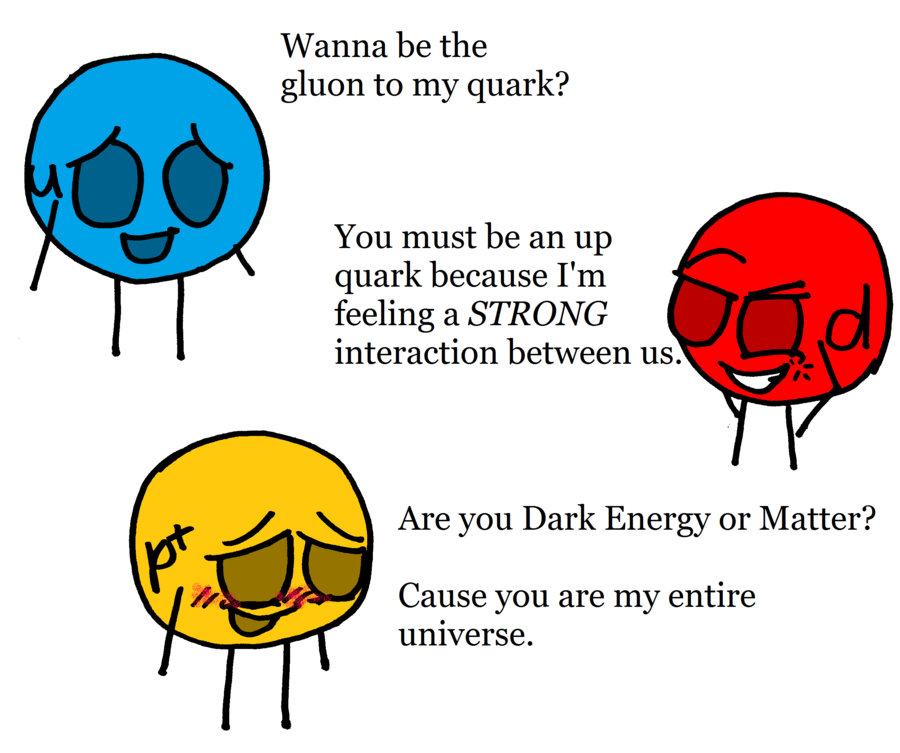 Wanna be the
gluon to my quark?
u
You must be an up
quark because I'm
feeling a STRONG
interaction between us.
d
Are you Dark Energy or Matter?
p+
Cause you are my entire
universe.